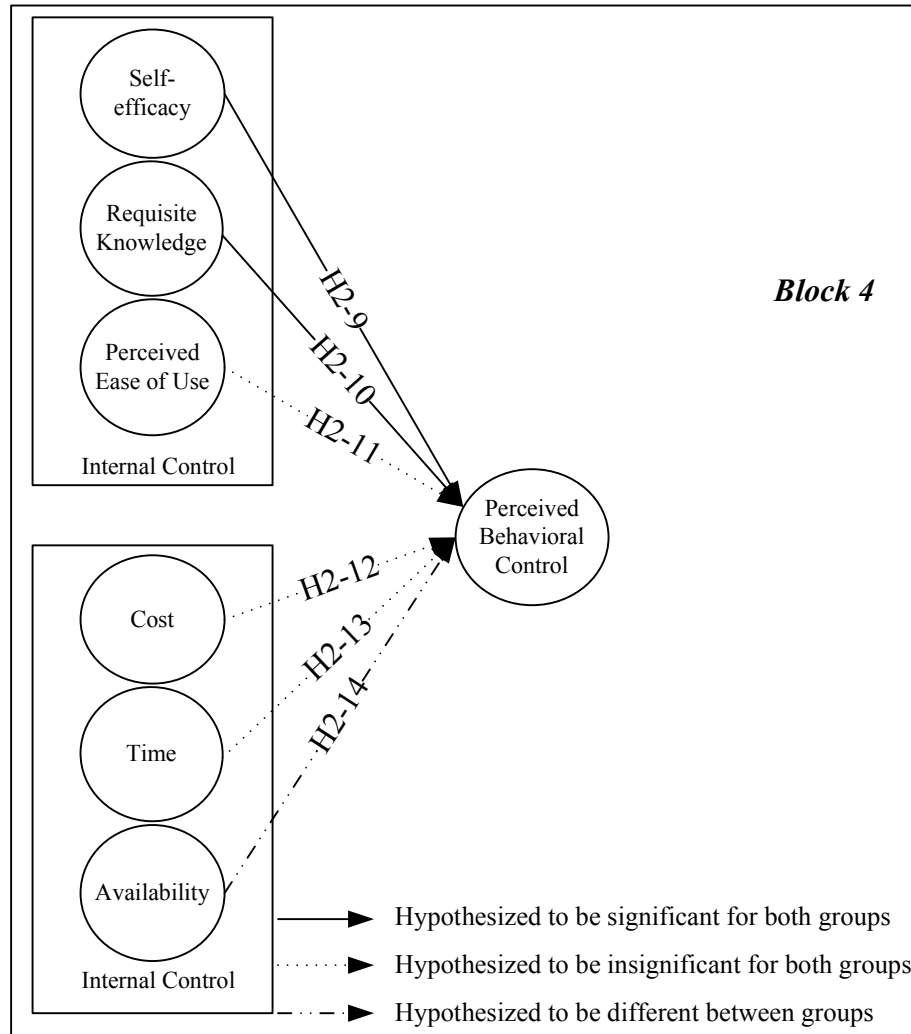 Self-
efficacy
Requisite
Knowledge
Perceived
Ease of Use
Internal Control
H2-9
H2-10
H2-11
Block 4
Perceived
Behavioral
Control
H2-12
H2-13
H2-14
Cost
Time
Availability
Internal Control
Hypothesized to be significant for both groups
Hypothesized to be insignificant for both groups
Hypothesized to be different between groups